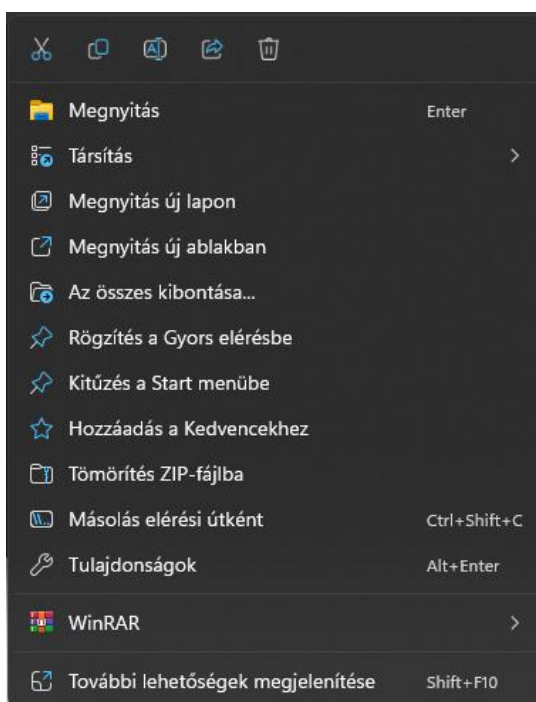 Megnyitás Enter
Társítás
Megnyitás új lapon
Megnyitás új ablakban
Az összes kibontása...
Rögzítés a Gyors elérésbe
Kitűzés a Start menübe
Hozzáadás a Kedvencekhez
Tömörítés ZIP-fájlba
Másolás elérési útként Ctrl+Shift+C
Tulajdonságok Alt+Enter
WinRAR
További lehetőségek megjelenítése Shift+F10